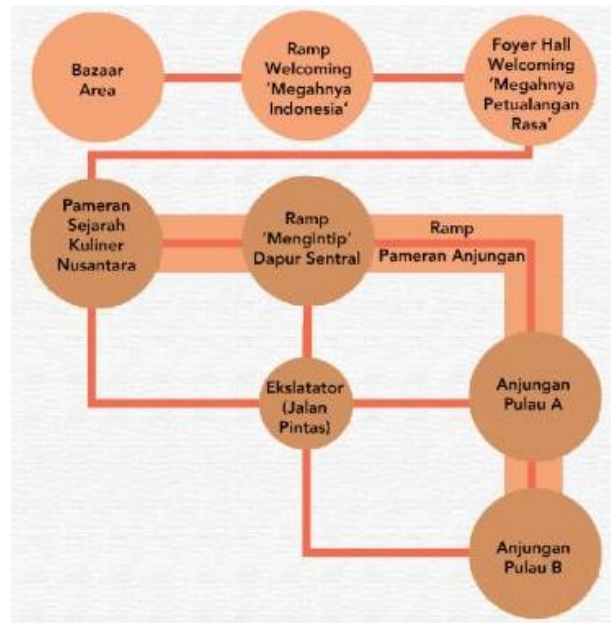 Bazaar
Area
Ramp
Welcoming
'Megahnya
Indonesia'
Foyer Hall
Welcoming
'Megahnya
Petualangan
Rasa'
Pameran
Sejarah
Kuliner
Nusantara
Ramp
'Mengintip'
Dapur Sentral
Ramp
Pameran Anjungan
Ekslatator
(Jalan
Pintas)
Anjungan
Pulau A
Anjungan
Pulau B